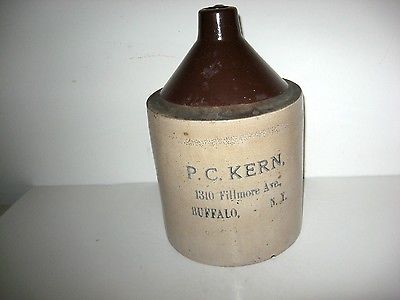 P. C. KERN,
1310 Fillmore Ave.
BUFFALO, N. Y.